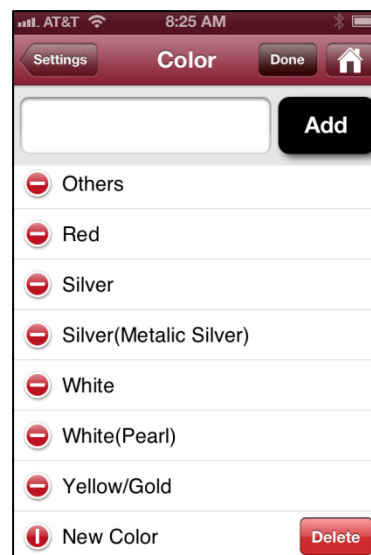 AT&T 8:25 AM
Settings Color Done
Add
Others
Red
Silver
Silver(Metalic Silver)
White
White(Pearl)
Yellow/Gold
New Color Delete